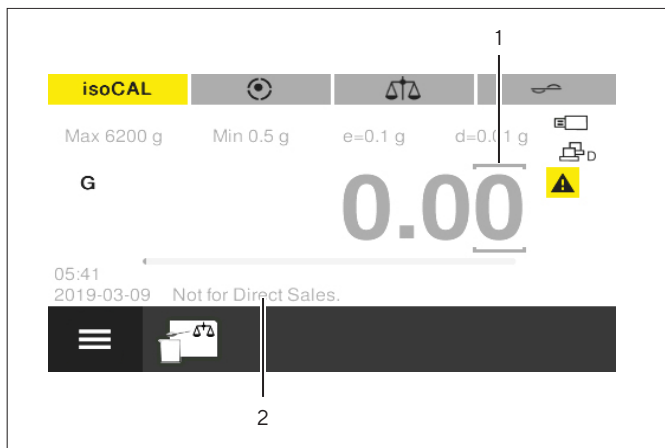 1
isoCAL
Max 6200 g Min 0.5 g e=0.1 g d=0.01 g
D
G 0.00
05:41
2019-03-09 Not for Direct Sales.
2